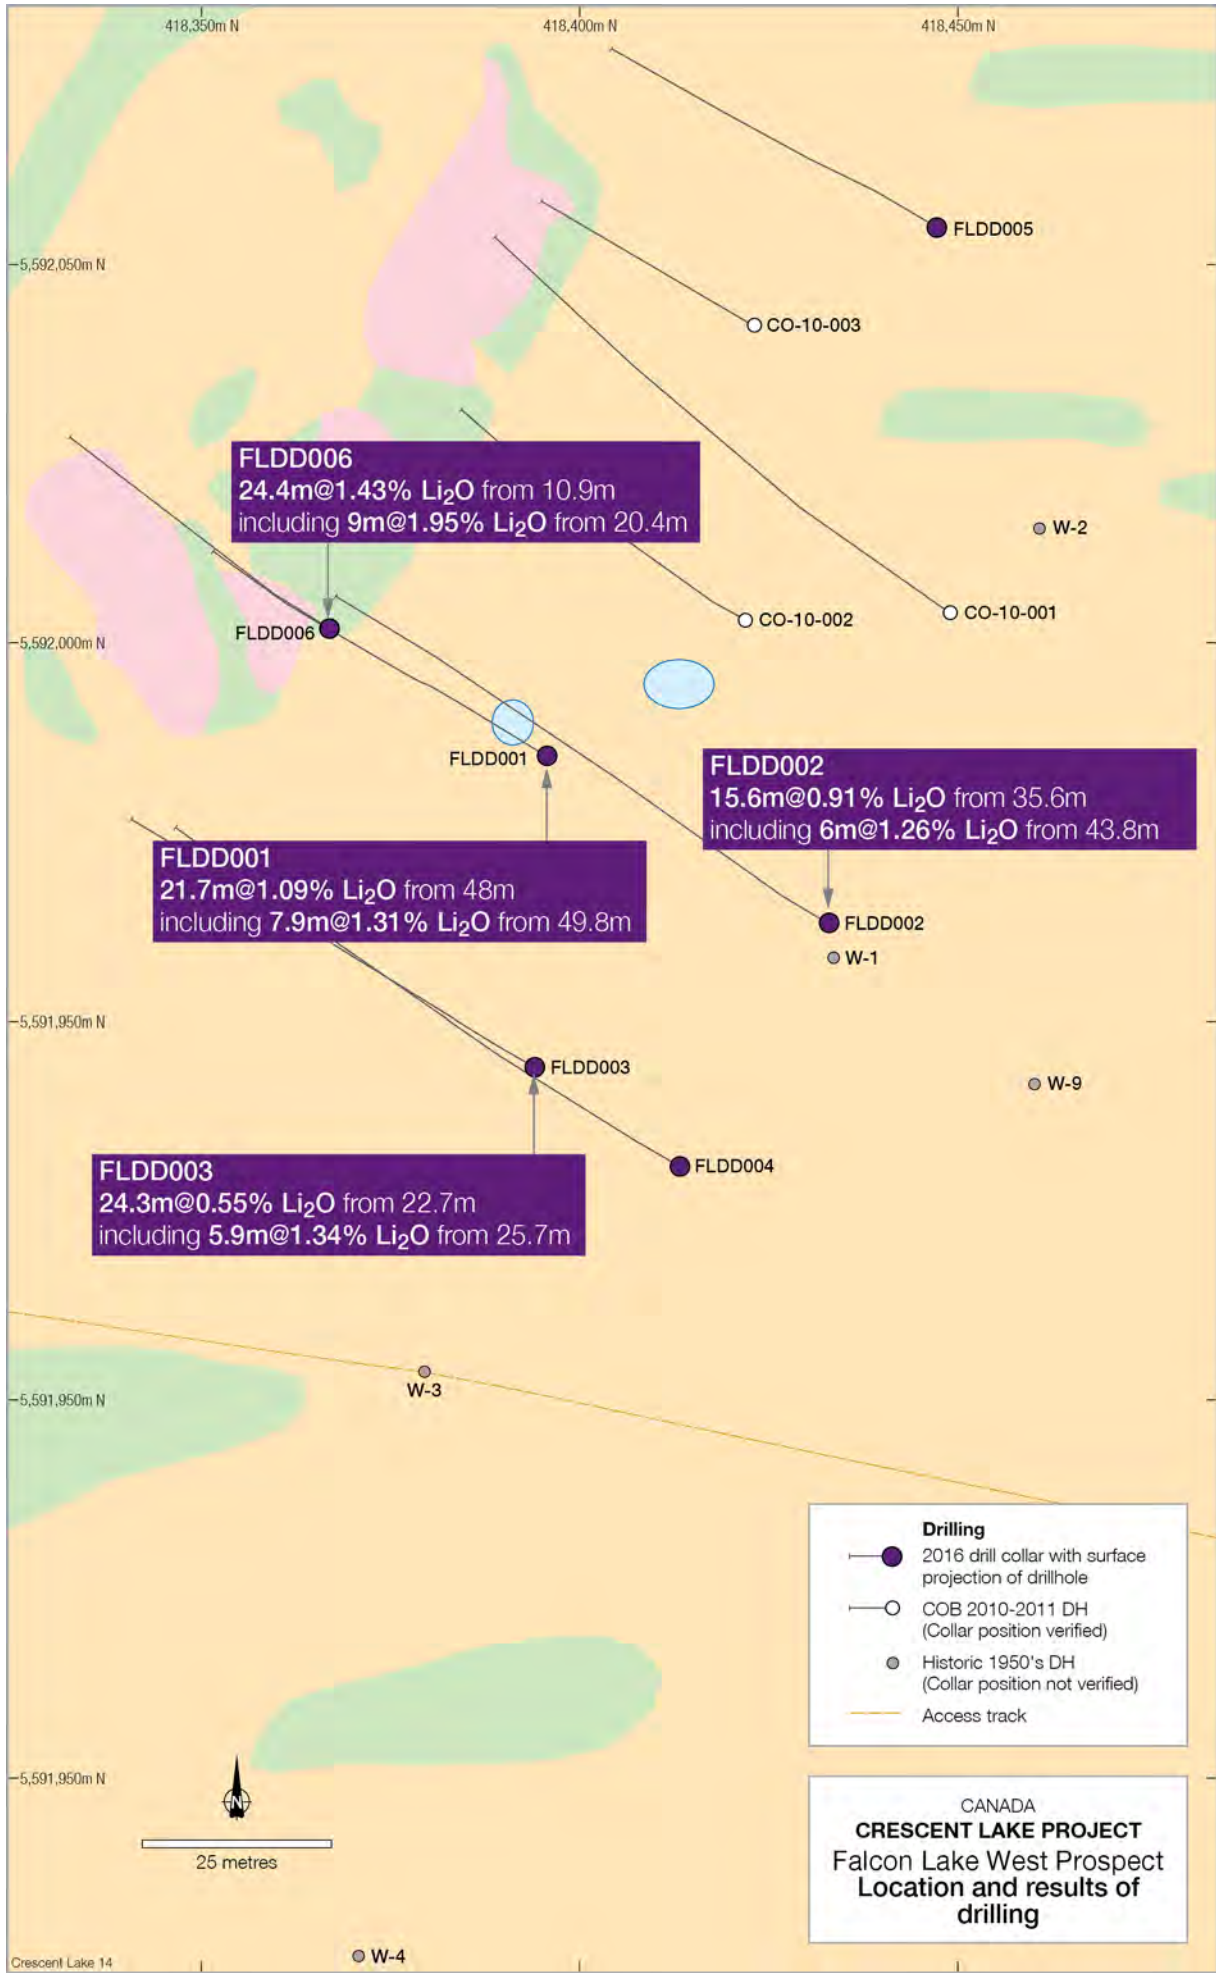 418,350m N
418,400m N
418,450m N
FLDD005
5,592,050m N
CO-10-003
FLDD006
24.4m@1.43% Li₂O from 10.9m
including 9m@1.95% Li₂O from 20.4m
W-2
CO-10-002
CO-10-001
FLDD006
5,592,000m N
FLDD001
FLDD002
15.6m@0.91% Li₂O from 35.6m
including 6m@1.26% Li₂O from 43.8m
FLDD001
21.7m@1.09% Li₂O from 48m
including 7.9m@1.31% Li₂O from 49.8m
FLDD002
W-1
5,591,950m N
FLDD003
W-9
FLDD004
FLDD003
24.3m@0.55% Li₂O from 22.7m
including 5.9m@1.34% Li₂O from 25.7m
W-3
5,591,950m N
Drilling
2016 drill collar with surface
projection of drillhole
COB 2010-2011 DH
(Collar position verified)
Historic 1950's DH
(Collar position not verified)
Access track
5,591,950m N
N
25 metres
CANADA
CRESCENT LAKE PROJECT
Falcon Lake West Prospect
Location and results of
drilling
W-4
Crescent Lake 14